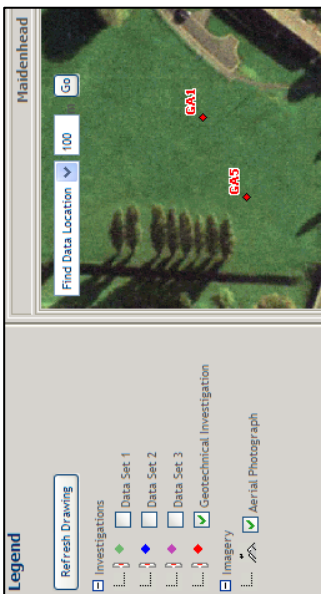 Legend
Refresh Drawing
Investigations
Data Set 1
Data Set 2
Data Set 3
Geotechnical Investigation
Imagery
Aerial Photograph
Maidenhead
Find Data Location
100
m
Go
GA1
GA5